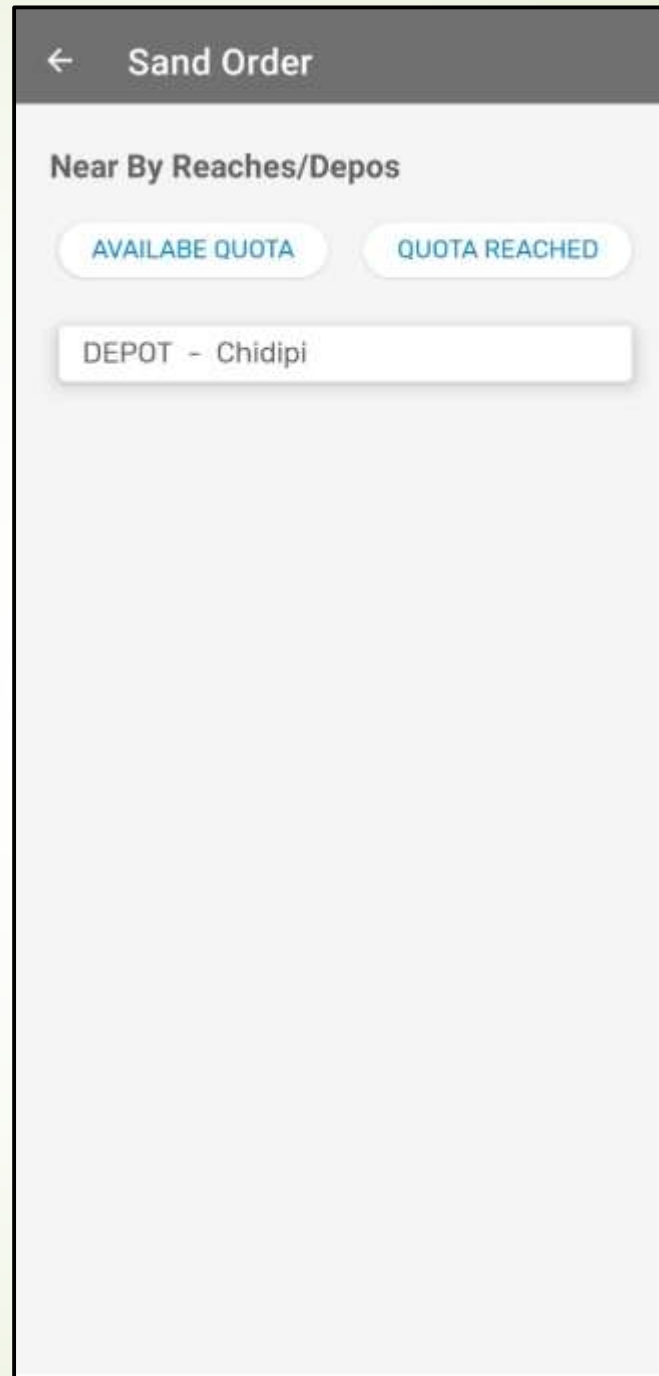 Sand Order
Near By Reaches/Depos
AVAILABE QUOTA QUOTA REACHED
DEPOT - Chidipi